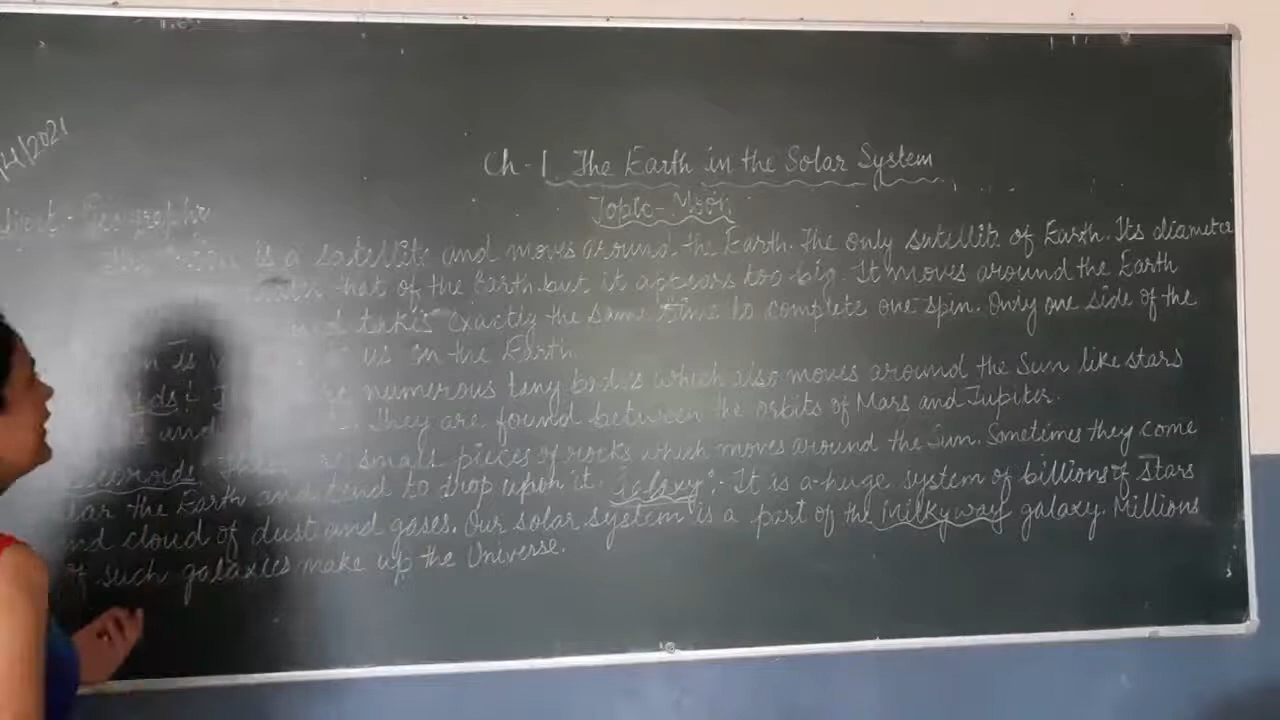 /4/2021
Ch-1. The Earth in the Solar System
Topic-Moon
is a satellite and moves around the Earth. The only satellite of Earth. Its diameter
that of the Earth but it appears too big. It moves around the Earth
takes exactly the same time to complete one spin. Only one side of the
us in the Earth
numerous tiny bodies which also moves around the Sun like stars
They are found between the orbits of Mars and Jupiter.
small pieces of rocks which moves around the Sun. Sometimes they come
the Earth and tend to drop upon it. Galaxy:- It is a huge system of billions of stars
cloud of dust and gases. Our solar system is a part of the milkyway galaxy. Millions
of such galaxies make up the Universe.